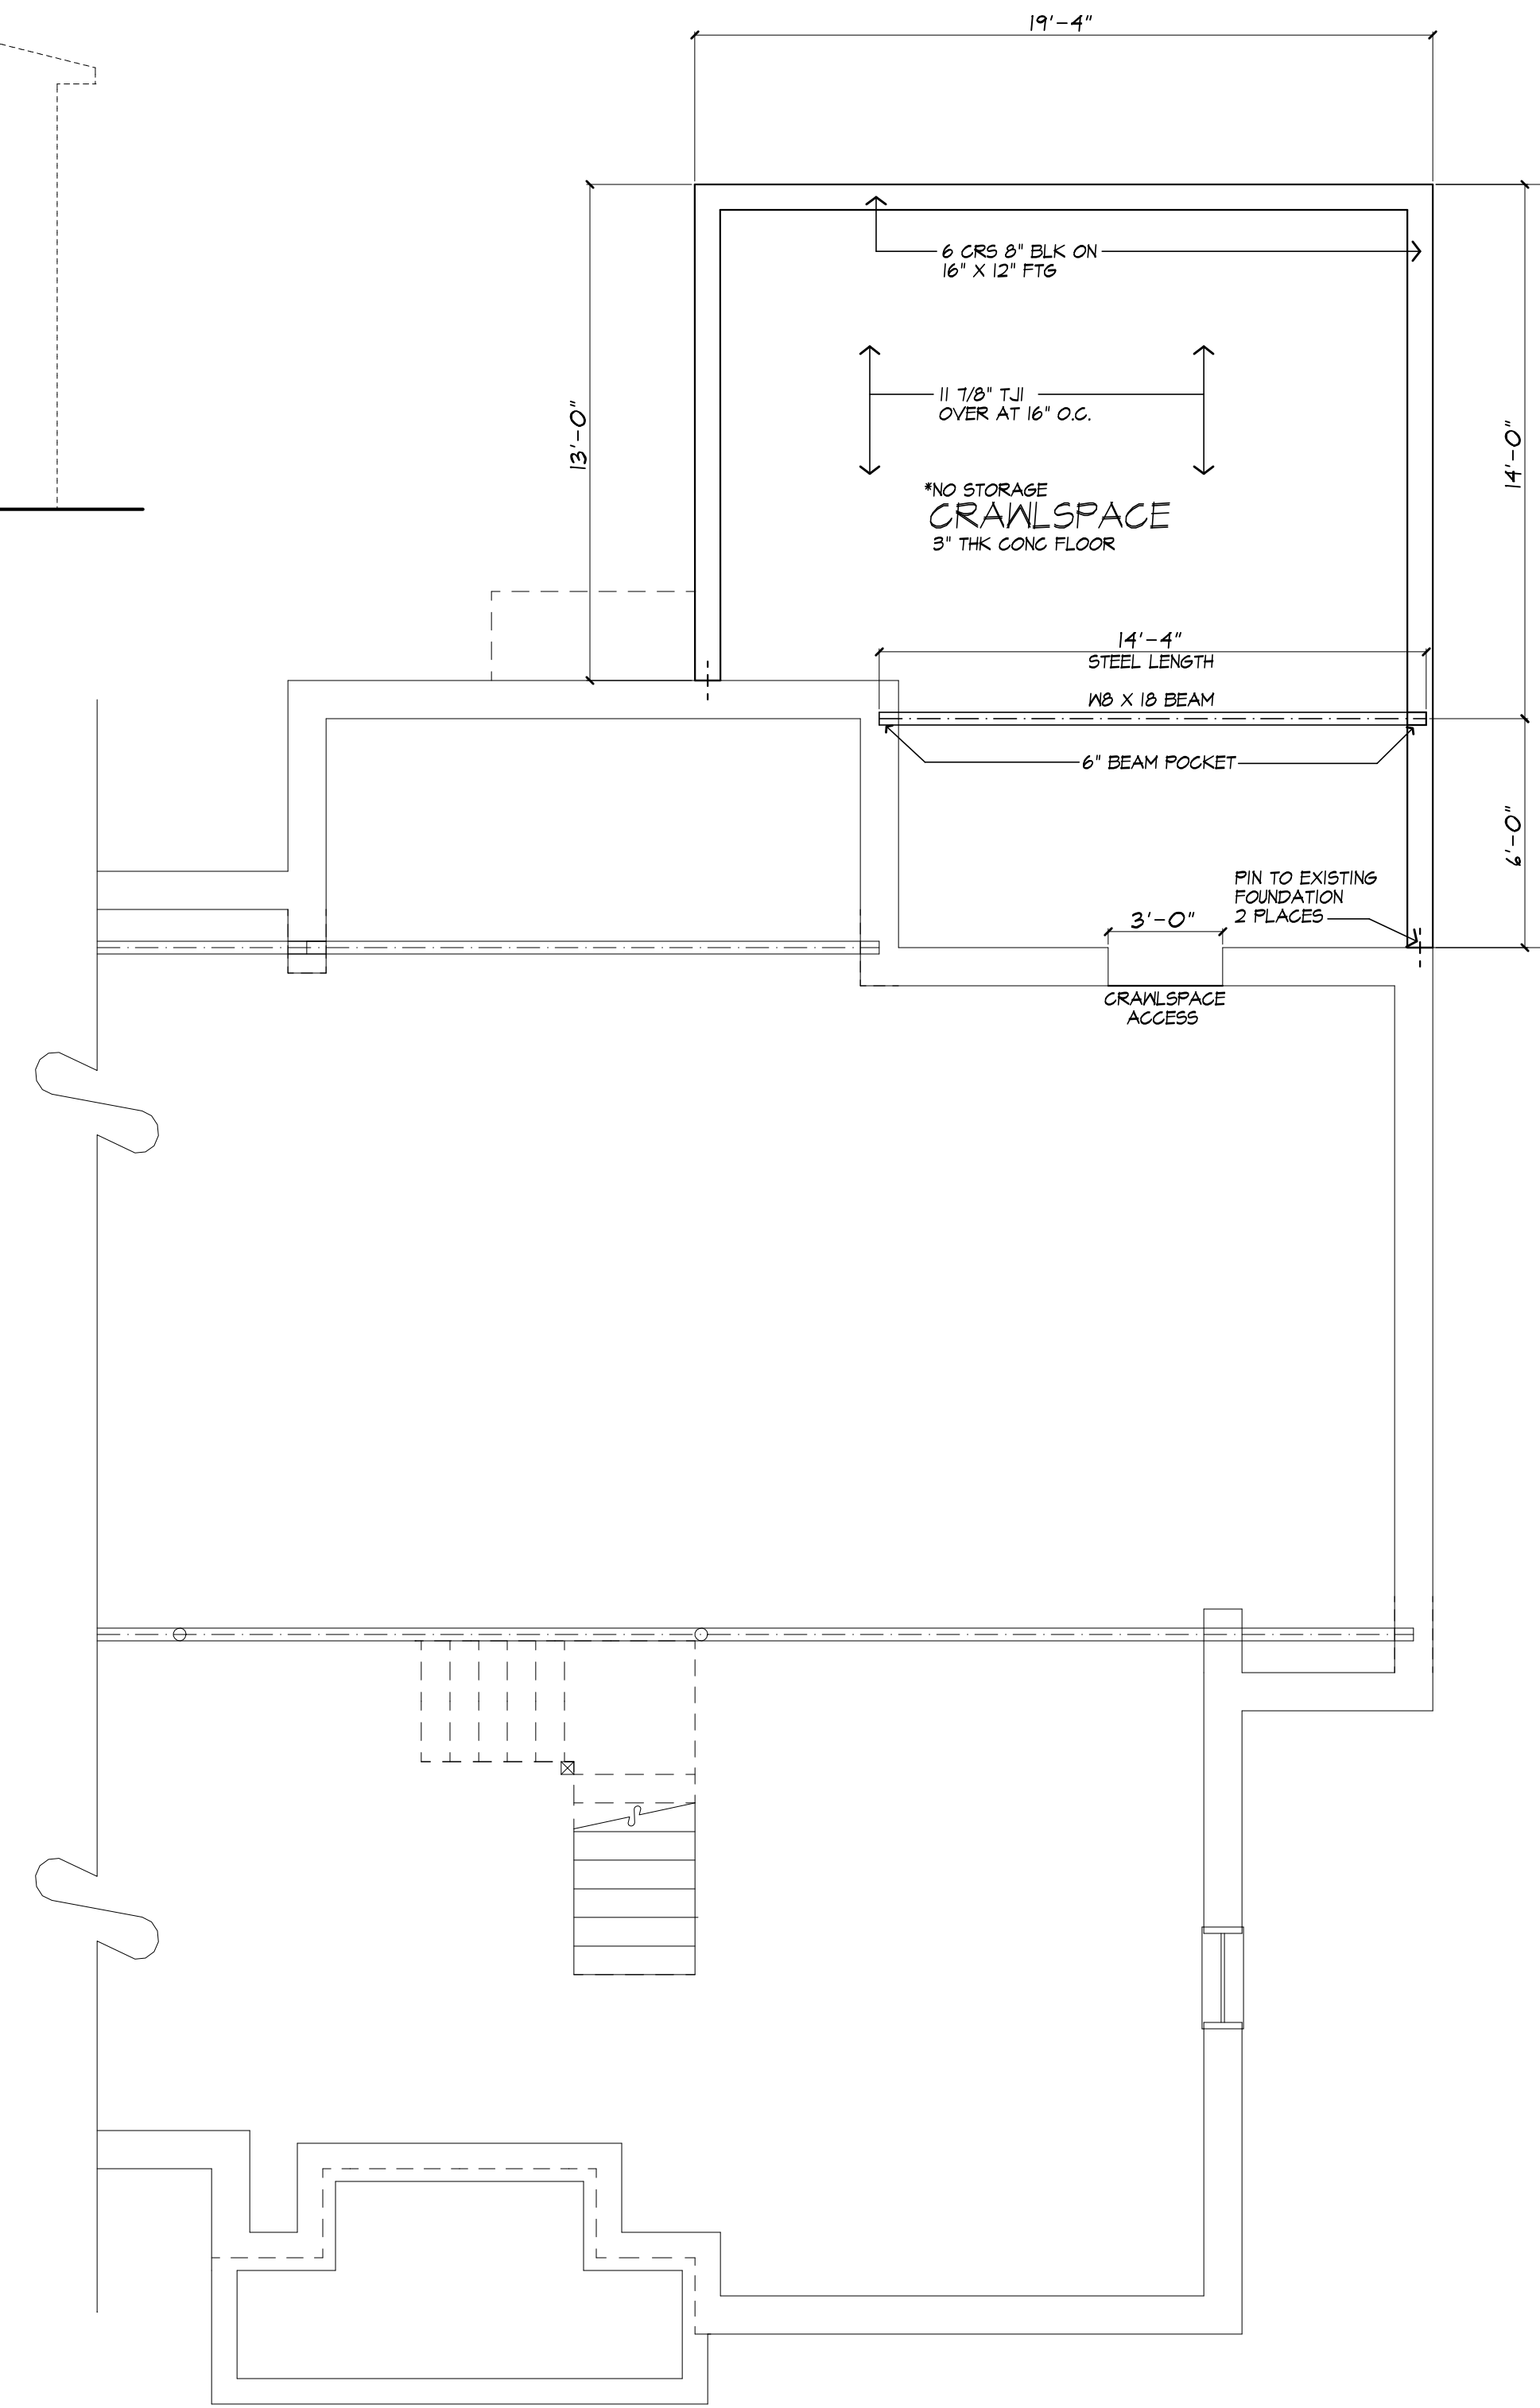 19'-4"
6 CRS 8" BLK ON
16" X 12" FTG
11 7/8" TJI
OVER AT 16" O.C.
13'-0"
14'-0"
*NO STORAGE
CRAWLSPACE
3" THK CONC FLOOR
14'-4"
STEEL LENGTH
W8 X 18 BEAM
6" BEAM POCKET
6'-0"
PIN TO EXISTING
FOUNDATION
2 PLACES
3'-0"
CRAWLSPACE
ACCESS